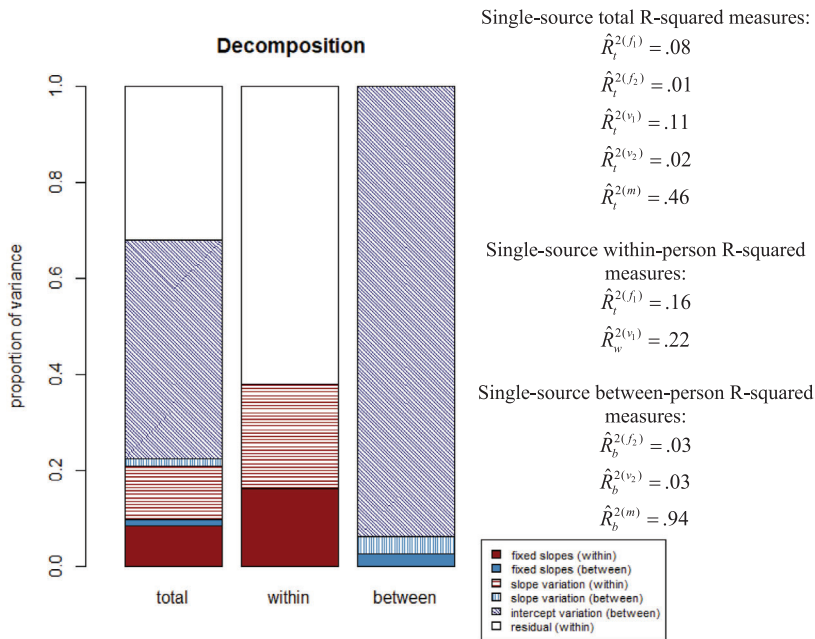 Decomposition
proportion of variance
1.0
0.8
0.6
0.4
0.2
0.0
total
within
between
Single-source total R-squared measures:
R̂ₜ²⁽ᶠ¹⁾ = .08
R̂ₜ²⁽ᶠ²⁾ = .01
R̂ₜ²⁽ᵛ¹⁾ = .11
R̂ₜ²⁽ᵛ²⁾ = .02
R̂ₜ²⁽ᵐ⁾ = .46
Single-source within-person R-squared
measures:
R̂ₜ²⁽ᶠ¹⁾ = .16
R̂_w²⁽ᵛ¹⁾ = .22
Single-source between-person R-squared
measures:
R̂_b²⁽ᶠ²⁾ = .03
R̂_b²⁽ᵛ²⁾ = .03
R̂_b²⁽ᵐ⁾ = .94
fixed slopes (within)
fixed slopes (between)
slope variation (within)
slope variation (between)
intercept variation (between)
residual (within)